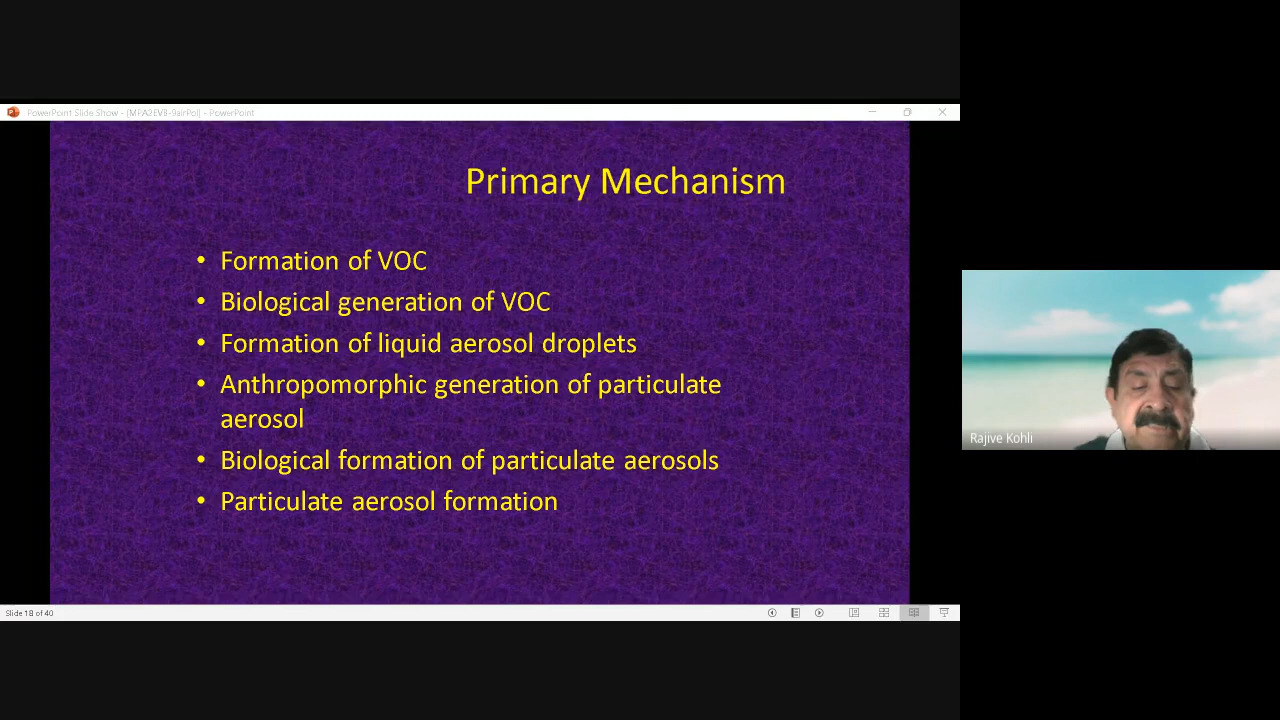 PowerPoint Slide Show - (MPA2EV8-9airPol) - PowerPoint
Primary Mechanism
• Formation of VOC
• Biological generation of VOC
• Formation of liquid aerosol droplets
• Anthropomorphic generation of particulate
aerosol
• Biological formation of particulate aerosols
• Particulate aerosol formation
Rajive Kohli
Slide 18 of 40